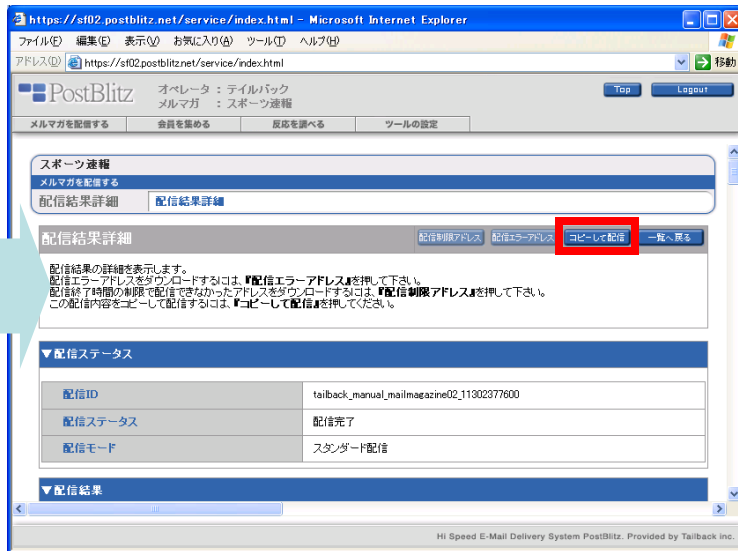 https://sf02.postblitz.net/service/index.html - Microsoft Internet Explorer
ファイル(F) 編集(E) 表示(V) お気に入り(A) ツール(T) ヘルプ(H)
アドレス(D) https://sf02.postblitz.net/service/index.html 移動
PostBlitz オペレータ : テイルバック Top Logout
メルマガ : スポーツ速報
メルマガを配信する 会員を集める 反応を調べる ツールの設定
スポーツ速報
メルマガを配信する
配信結果詳細 配信結果詳細
配信結果詳細 配信制限アドレス 配信エラーアドレス コピーして配信 一覧へ戻る
配信結果の詳細を表示します。
配信エラーアドレスをダウンロードするには、『配信エラーアドレス』を押して下さい。
配信終了時間の制限で配信できなかったアドレスをダウンロードするには、『配信制限アドレス』を押して下さい。
この配信内容をコピーして配信するには、『コピーして配信』を押してください。
▼配信ステータス
配信ID tailback_manual_mailmagazine02_11302377600
配信ステータス 配信完了
配信モード スタンダード配信
▼配信結果
Hi Speed E-Mail Delivery System PostBlitz. Provided by Tailback inc.